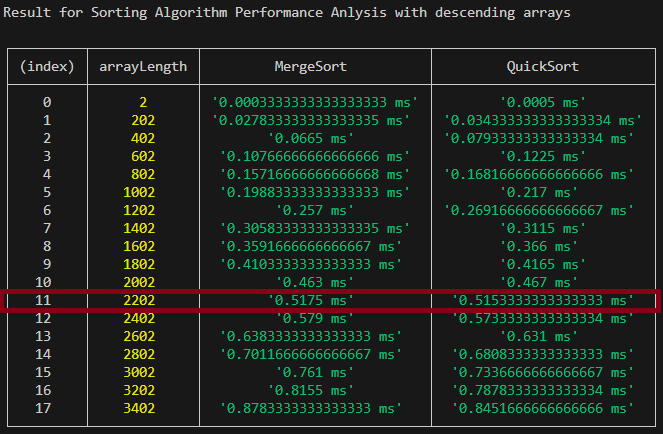 Result for Sorting Algorithm Performance Anlysis with descending arrays
(index) arrayLength MergeSort QuickSort
0 2 '0.0003333333333333333 ms' '0.0005 ms'
1 202 '0.027833333333333335 ms' '0.034333333333333334 ms'
2 402 '0.0665 ms' '0.07933333333333334 ms'
3 602 '0.10766666666666666 ms' '0.1225 ms'
4 802 '0.15716666666666668 ms' '0.16816666666666666 ms'
5 1002 '0.19883333333333333 ms' '0.217 ms'
6 1202 '0.257 ms' '0.26916666666666667 ms'
7 1402 '0.30583333333333335 ms' '0.3115 ms'
8 1602 '0.3591666666666667 ms' '0.366 ms'
9 1802 '0.4103333333333333 ms' '0.4165 ms'
10 2002 '0.463 ms' '0.467 ms'
11 2202 '0.5175 ms' '0.5153333333333333 ms'
12 2402 '0.579 ms' '0.5733333333333334 ms'
13 2602 '0.6383333333333333 ms' '0.631 ms'
14 2802 '0.7011666666666667 ms' '0.6808333333333333 ms'
15 3002 '0.761 ms' '0.7336666666666667 ms'
16 3202 '0.8155 ms' '0.7878333333333334 ms'
17 3402 '0.8783333333333333 ms' '0.8451666666666666 ms'